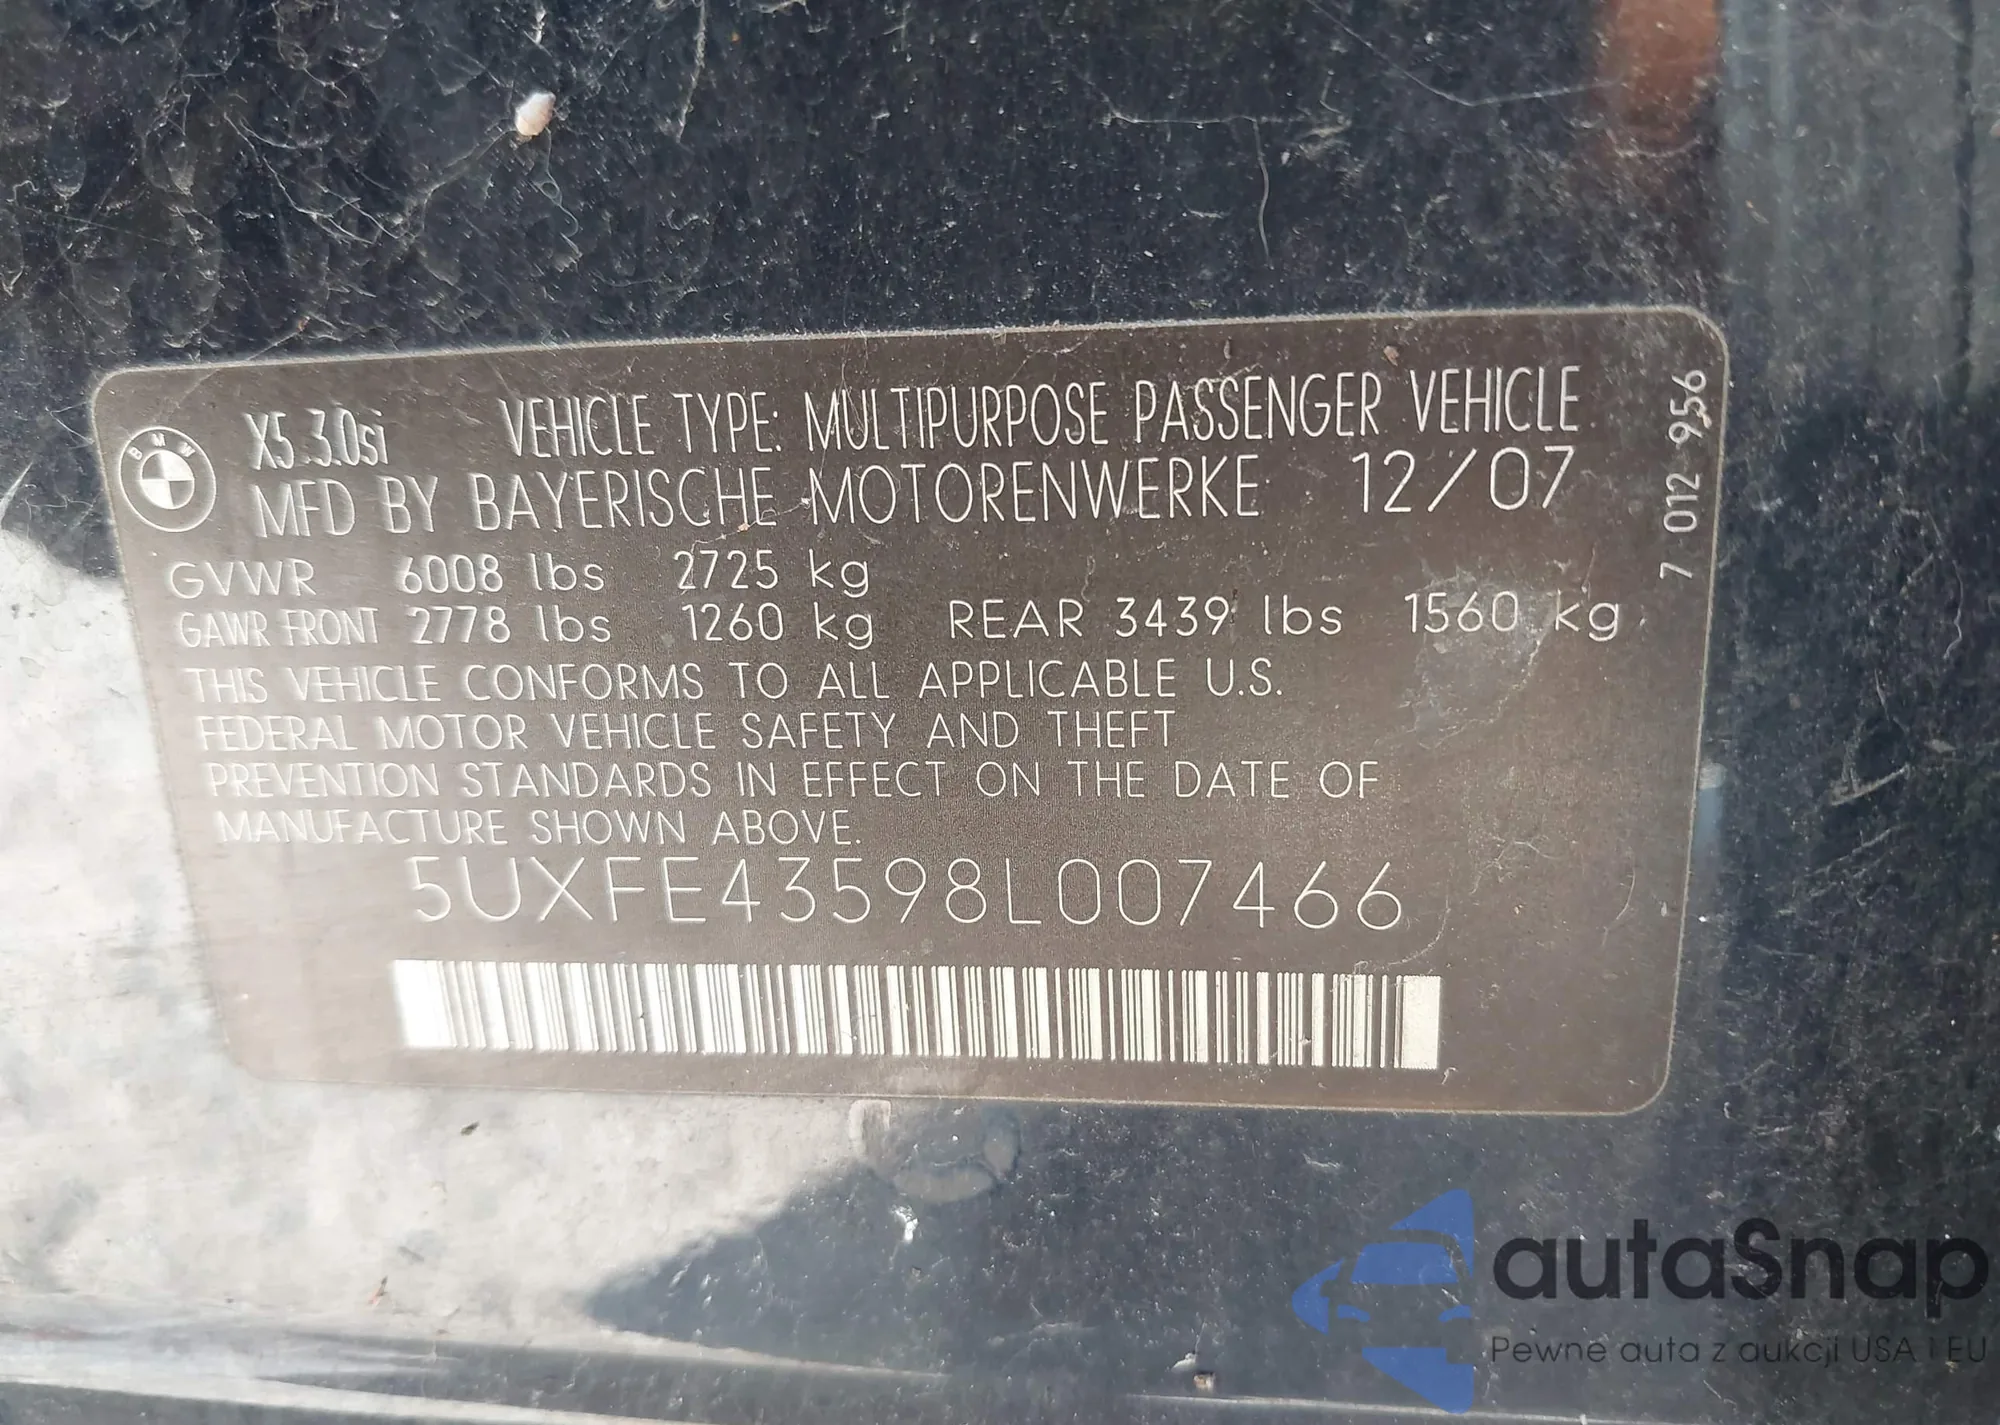 BMW
X5 3.0si VEHICLE TYPE: MULTIPURPOSE PASSENGER VEHICLE
MFD BY BAYERISCHE MOTORENWERKE 12/07
GVWR 6008 lbs 2725 kg
GAWR FRONT 2778 lbs 1260 kg REAR 3439 lbs 1560 kg
THIS VEHICLE CONFORMS TO ALL APPLICABLE U.S.
FEDERAL MOTOR VEHICLE SAFETY AND THEFT
PREVENTION STANDARDS IN EFFECT ON THE DATE OF
MANUFACTURE SHOWN ABOVE.
5UXFE43598L007466
7 012 956
autaSnap
Pewne auta z aukcji USA i EU